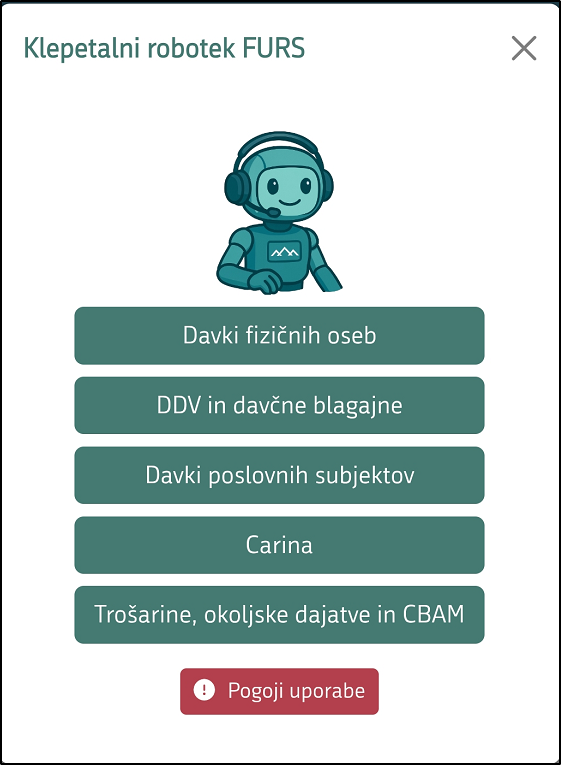 Klepetalni robotek FURS
Davki fizičnih oseb
DDV in davčne blagajne
Davki poslovnih subjektov
Carina
Trošarine, okoljske dajatve in CBAM
Pogoji uporabe